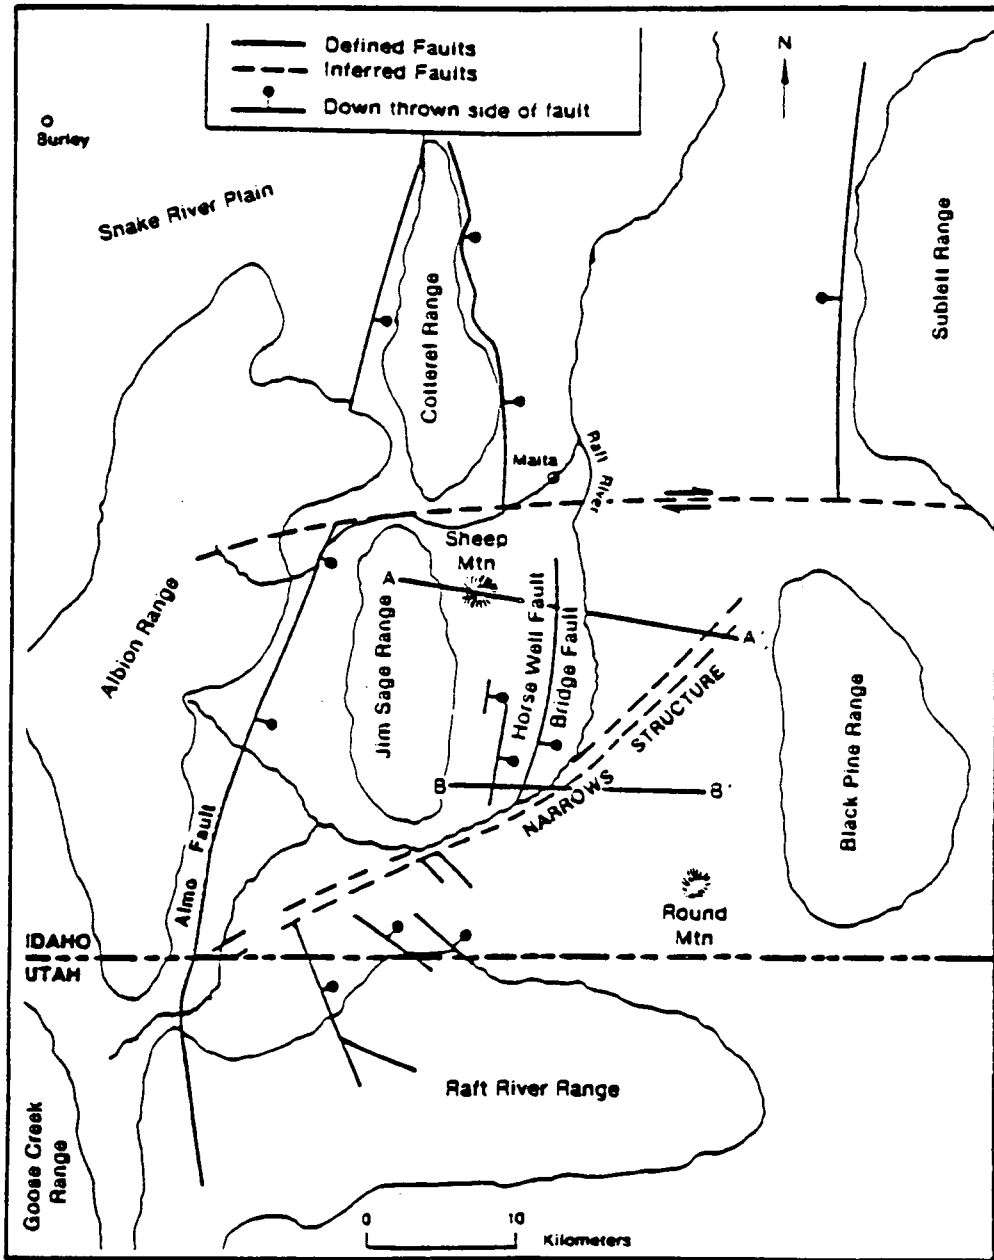 Defined Faults
Inferred Faults
Down thrown side of fault
N
Burley
Snake River Plain
Cotterel Range
Sublett Range
Malta
Raft River
Sheep
Mtn
A
A'
Albion Range
Jim Sage Range
Horse Well Fault
Bridge Fault
NARROWS STRUCTURE
Black Pine Range
B
B'
Almo Fault
Round
Mtn
IDAHO
UTAH
Raft River Range
Goose Creek
Range
0 10
Kilometers